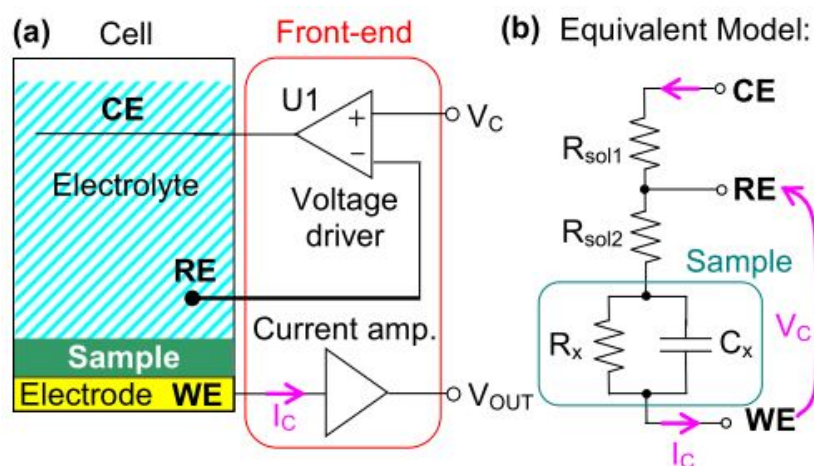 (a) Cell Front-end
CE
U1
+
−
V_C
Electrolyte
Voltage
driver
RE
Current amp.
Sample
Electrode WE
I_C
V_OUT
(b) Equivalent Model:
CE
R_sol1
RE
R_sol2
Sample
R_x
C_x
V_C
WE
I_C